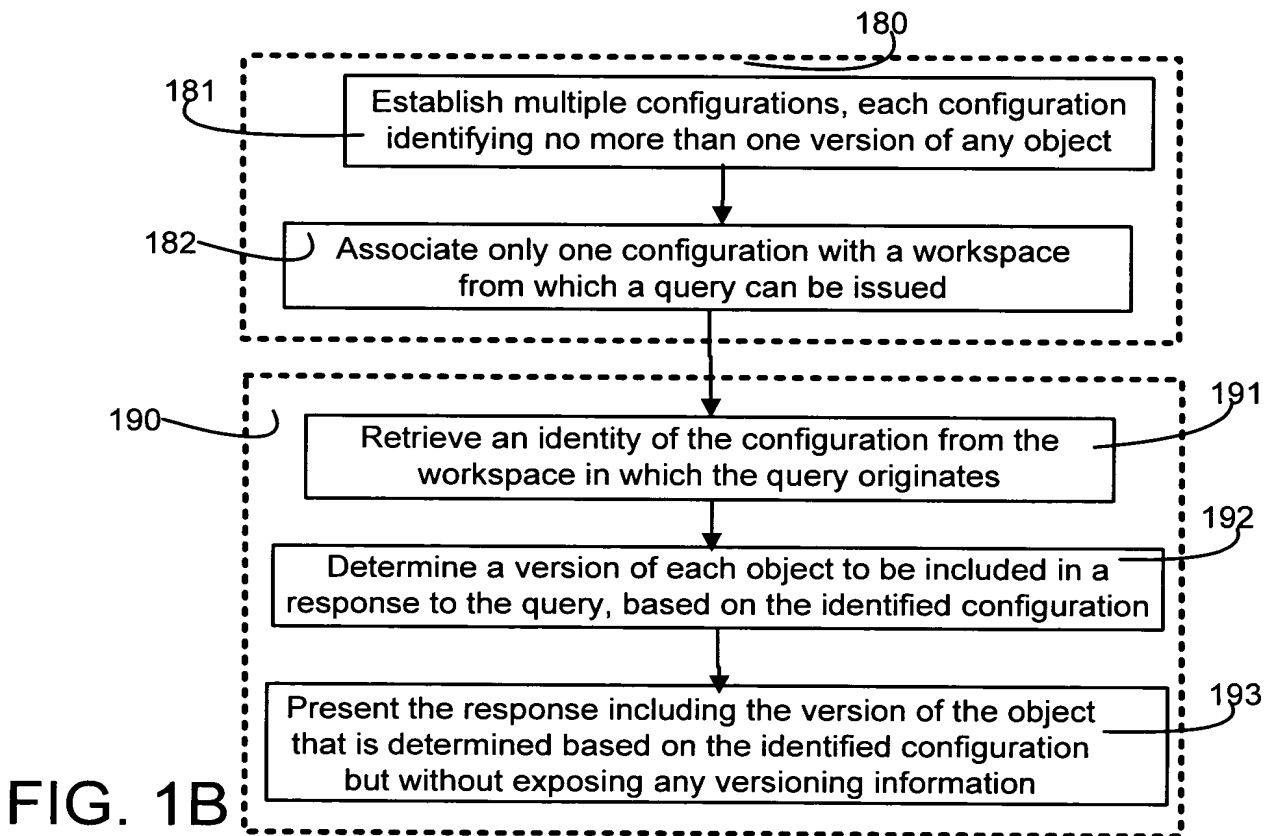 180
181
Establish multiple configurations, each configuration
identifying no more than one version of any object
182
Associate only one configuration with a workspace
from which a query can be issued
190
191
Retrieve an identity of the configuration from the
workspace in which the query originates
192
Determine a version of each object to be included in a
response to the query, based on the identified configuration
193
Present the response including the version of the object
that is determined based on the identified configuration
but without exposing any versioning information
FIG. 1B